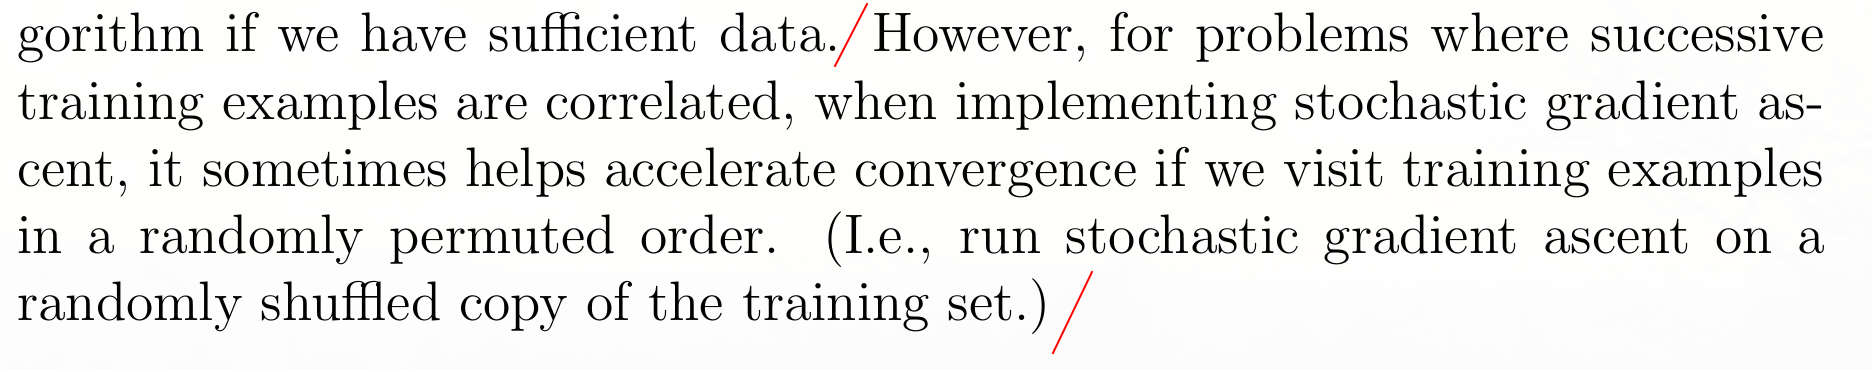 gorithm if we have sufficient data. However, for problems where successive
training examples are correlated, when implementing stochastic gradient as-
cent, it sometimes helps accelerate convergence if we visit training examples
in a randomly permuted order. (I.e., run stochastic gradient ascent on a
randomly shuffled copy of the training set.)